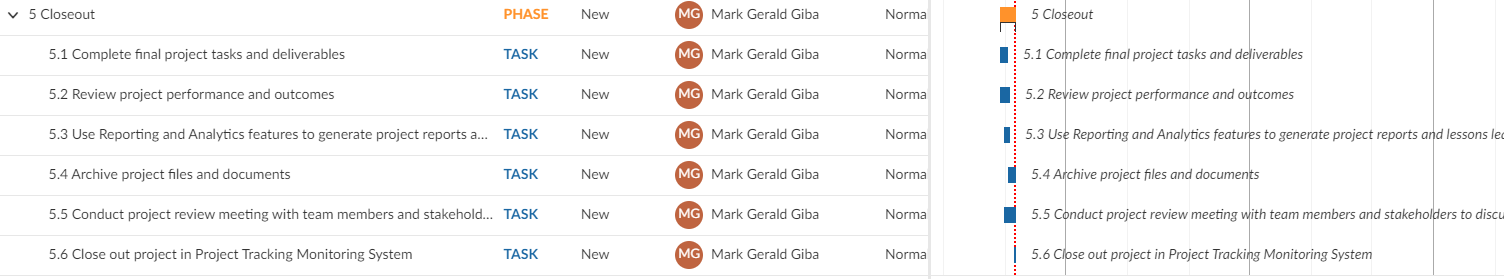 5 Closeout PHASE New MG Mark Gerald Giba Norma 5 Closeout
5.1 Complete final project tasks and deliverables TASK New MG Mark Gerald Giba Norma 5.1 Complete final project tasks and deliverables
5.2 Review project performance and outcomes TASK New MG Mark Gerald Giba Norma 5.2 Review project performance and outcomes
5.3 Use Reporting and Analytics features to generate project reports a... TASK New MG Mark Gerald Giba Norma 5.3 Use Reporting and Analytics features to generate project reports and lessons lea
5.4 Archive project files and documents TASK New MG Mark Gerald Giba Norma 5.4 Archive project files and documents
5.5 Conduct project review meeting with team members and stakehold... TASK New MG Mark Gerald Giba Norma 5.5 Conduct project review meeting with team members and stakeholders to discu
5.6 Close out project in Project Tracking Monitoring System TASK New MG Mark Gerald Giba Norma 5.6 Close out project in Project Tracking Monitoring System